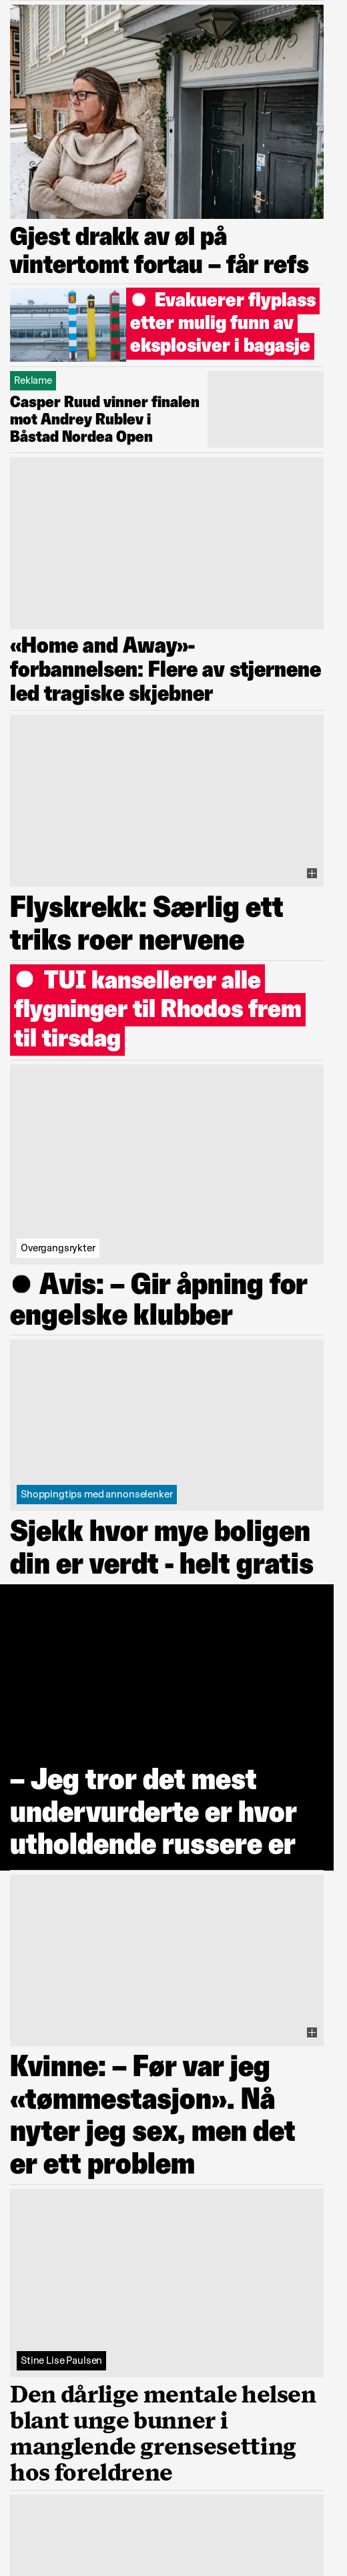 TAMBUREN.
Gjest drakk av øl på
vintertomt fortau – får refs
Evakuerer flyplass
etter mulig funn av
eksplosiver i bagasje
Reklame
Casper Ruud vinner finalen
mot Andrey Rublev i
Båstad Nordea Open
«Home and Away»-
forbannelsen: Flere av stjernene
led tragiske skjebner
Flyskrekk: Særlig ett
triks roer nervene
TUI kansellerer alle
flygninger til Rhodos frem
til tirsdag
Overgangsrykter
Avis: – Gir åpning for
engelske klubber
Shoppingtips med annonselenker
Sjekk hvor mye boligen
din er verdt - helt gratis
– Jeg tror det mest
undervurderte er hvor
utholdende russere er
Kvinne: – Før var jeg
«tømmestasjon». Nå
nyter jeg sex, men det
er ett problem
Stine Lise Paulsen
Den dårlige mentale helsen
blant unge bunner i
manglende grensesetting
hos foreldrene